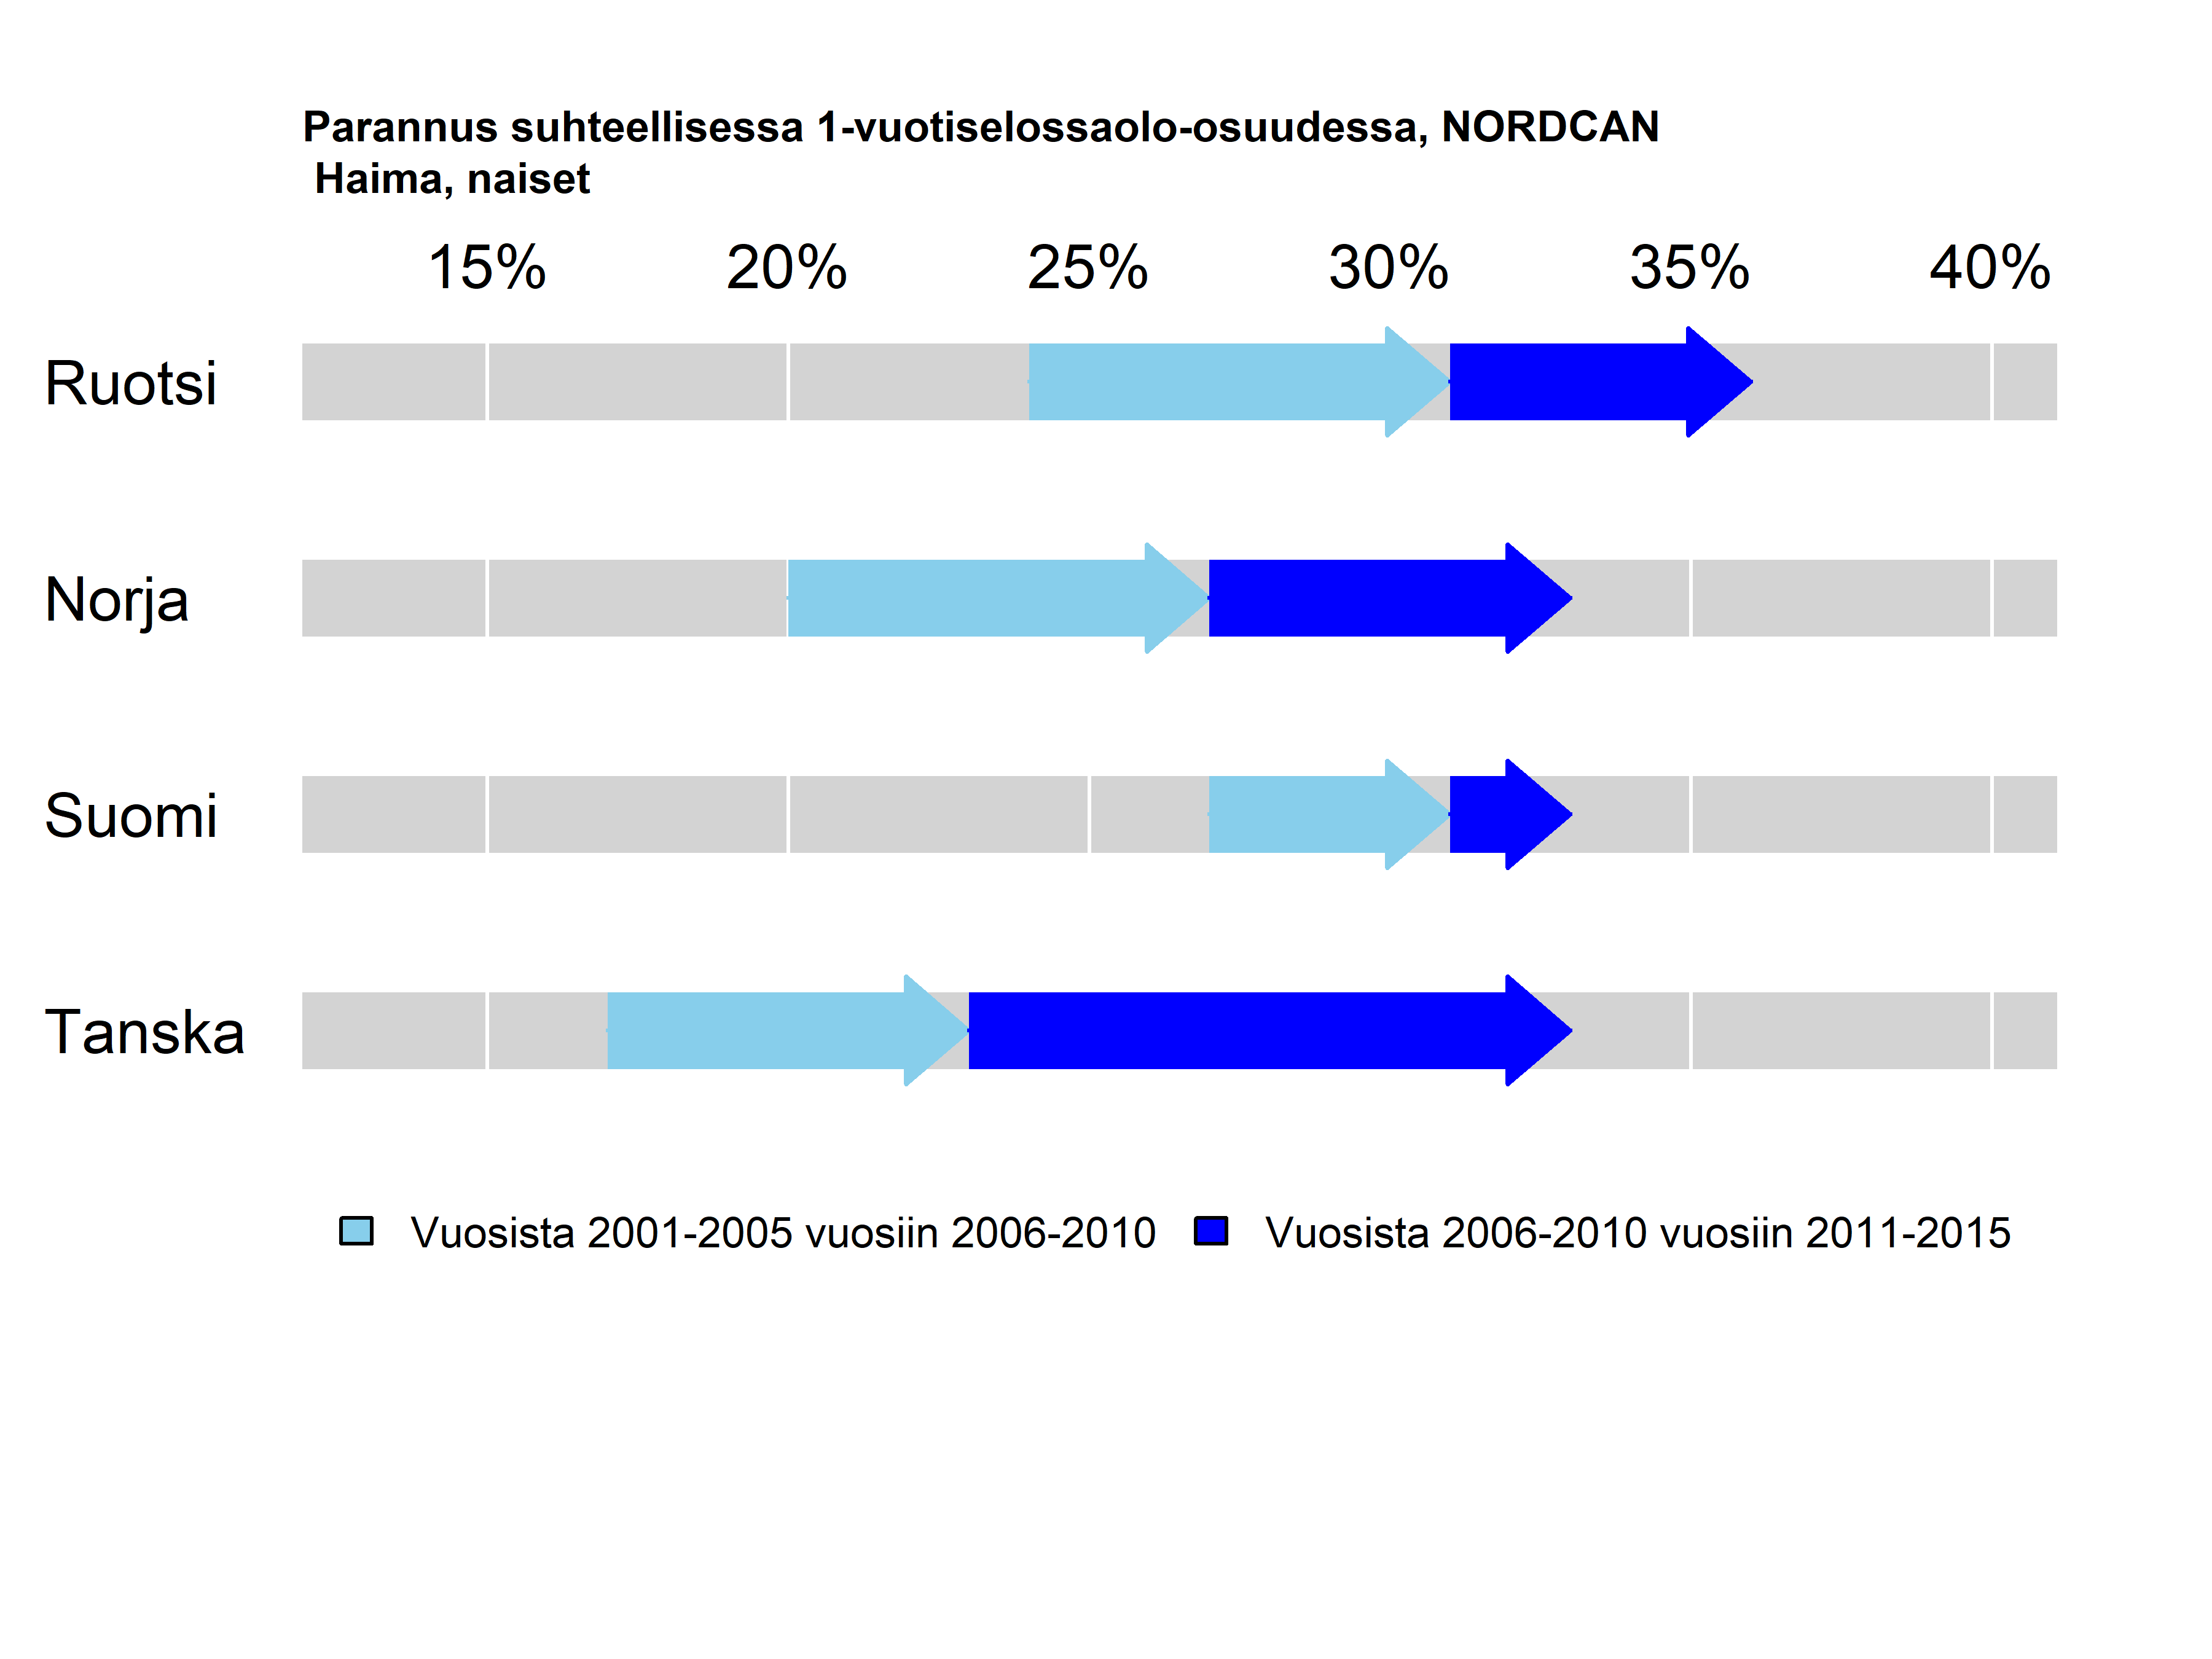 Parannus suhteellisessa 1-vuotiselossaolo-osuudessa, NORDCAN
Haima, naiset
15% 20% 25% 30% 35% 40%
Ruotsi
Norja
Suomi
Tanska
Vuosista 2001-2005 vuosiin 2006-2010 Vuosista 2006-2010 vuosiin 2011-2015